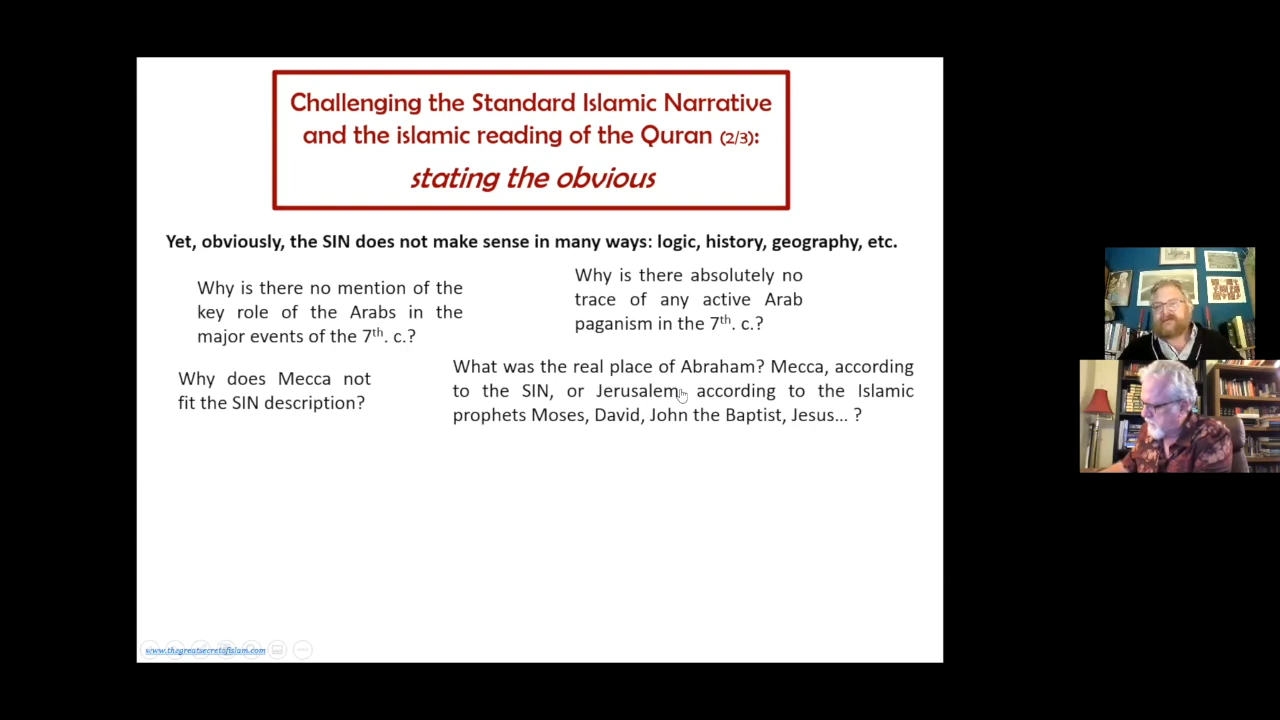 Challenging the Standard Islamic Narrative
and the islamic reading of the Quran (2/3):
stating the obvious
Yet, obviously, the SIN does not make sense in many ways: logic, history, geography, etc.
Why is there no mention of the
key role of the Arabs in the
major events of the 7th. c.?
Why is there absolutely no
trace of any active Arab
paganism in the 7th. c.?
Why does Mecca not
fit the SIN description?
What was the real place of Abraham? Mecca, according
to the SIN, or Jerusalem, according to the Islamic
prophets Moses, David, John the Baptist, Jesus... ?
www.thegreatsecretofislam.com